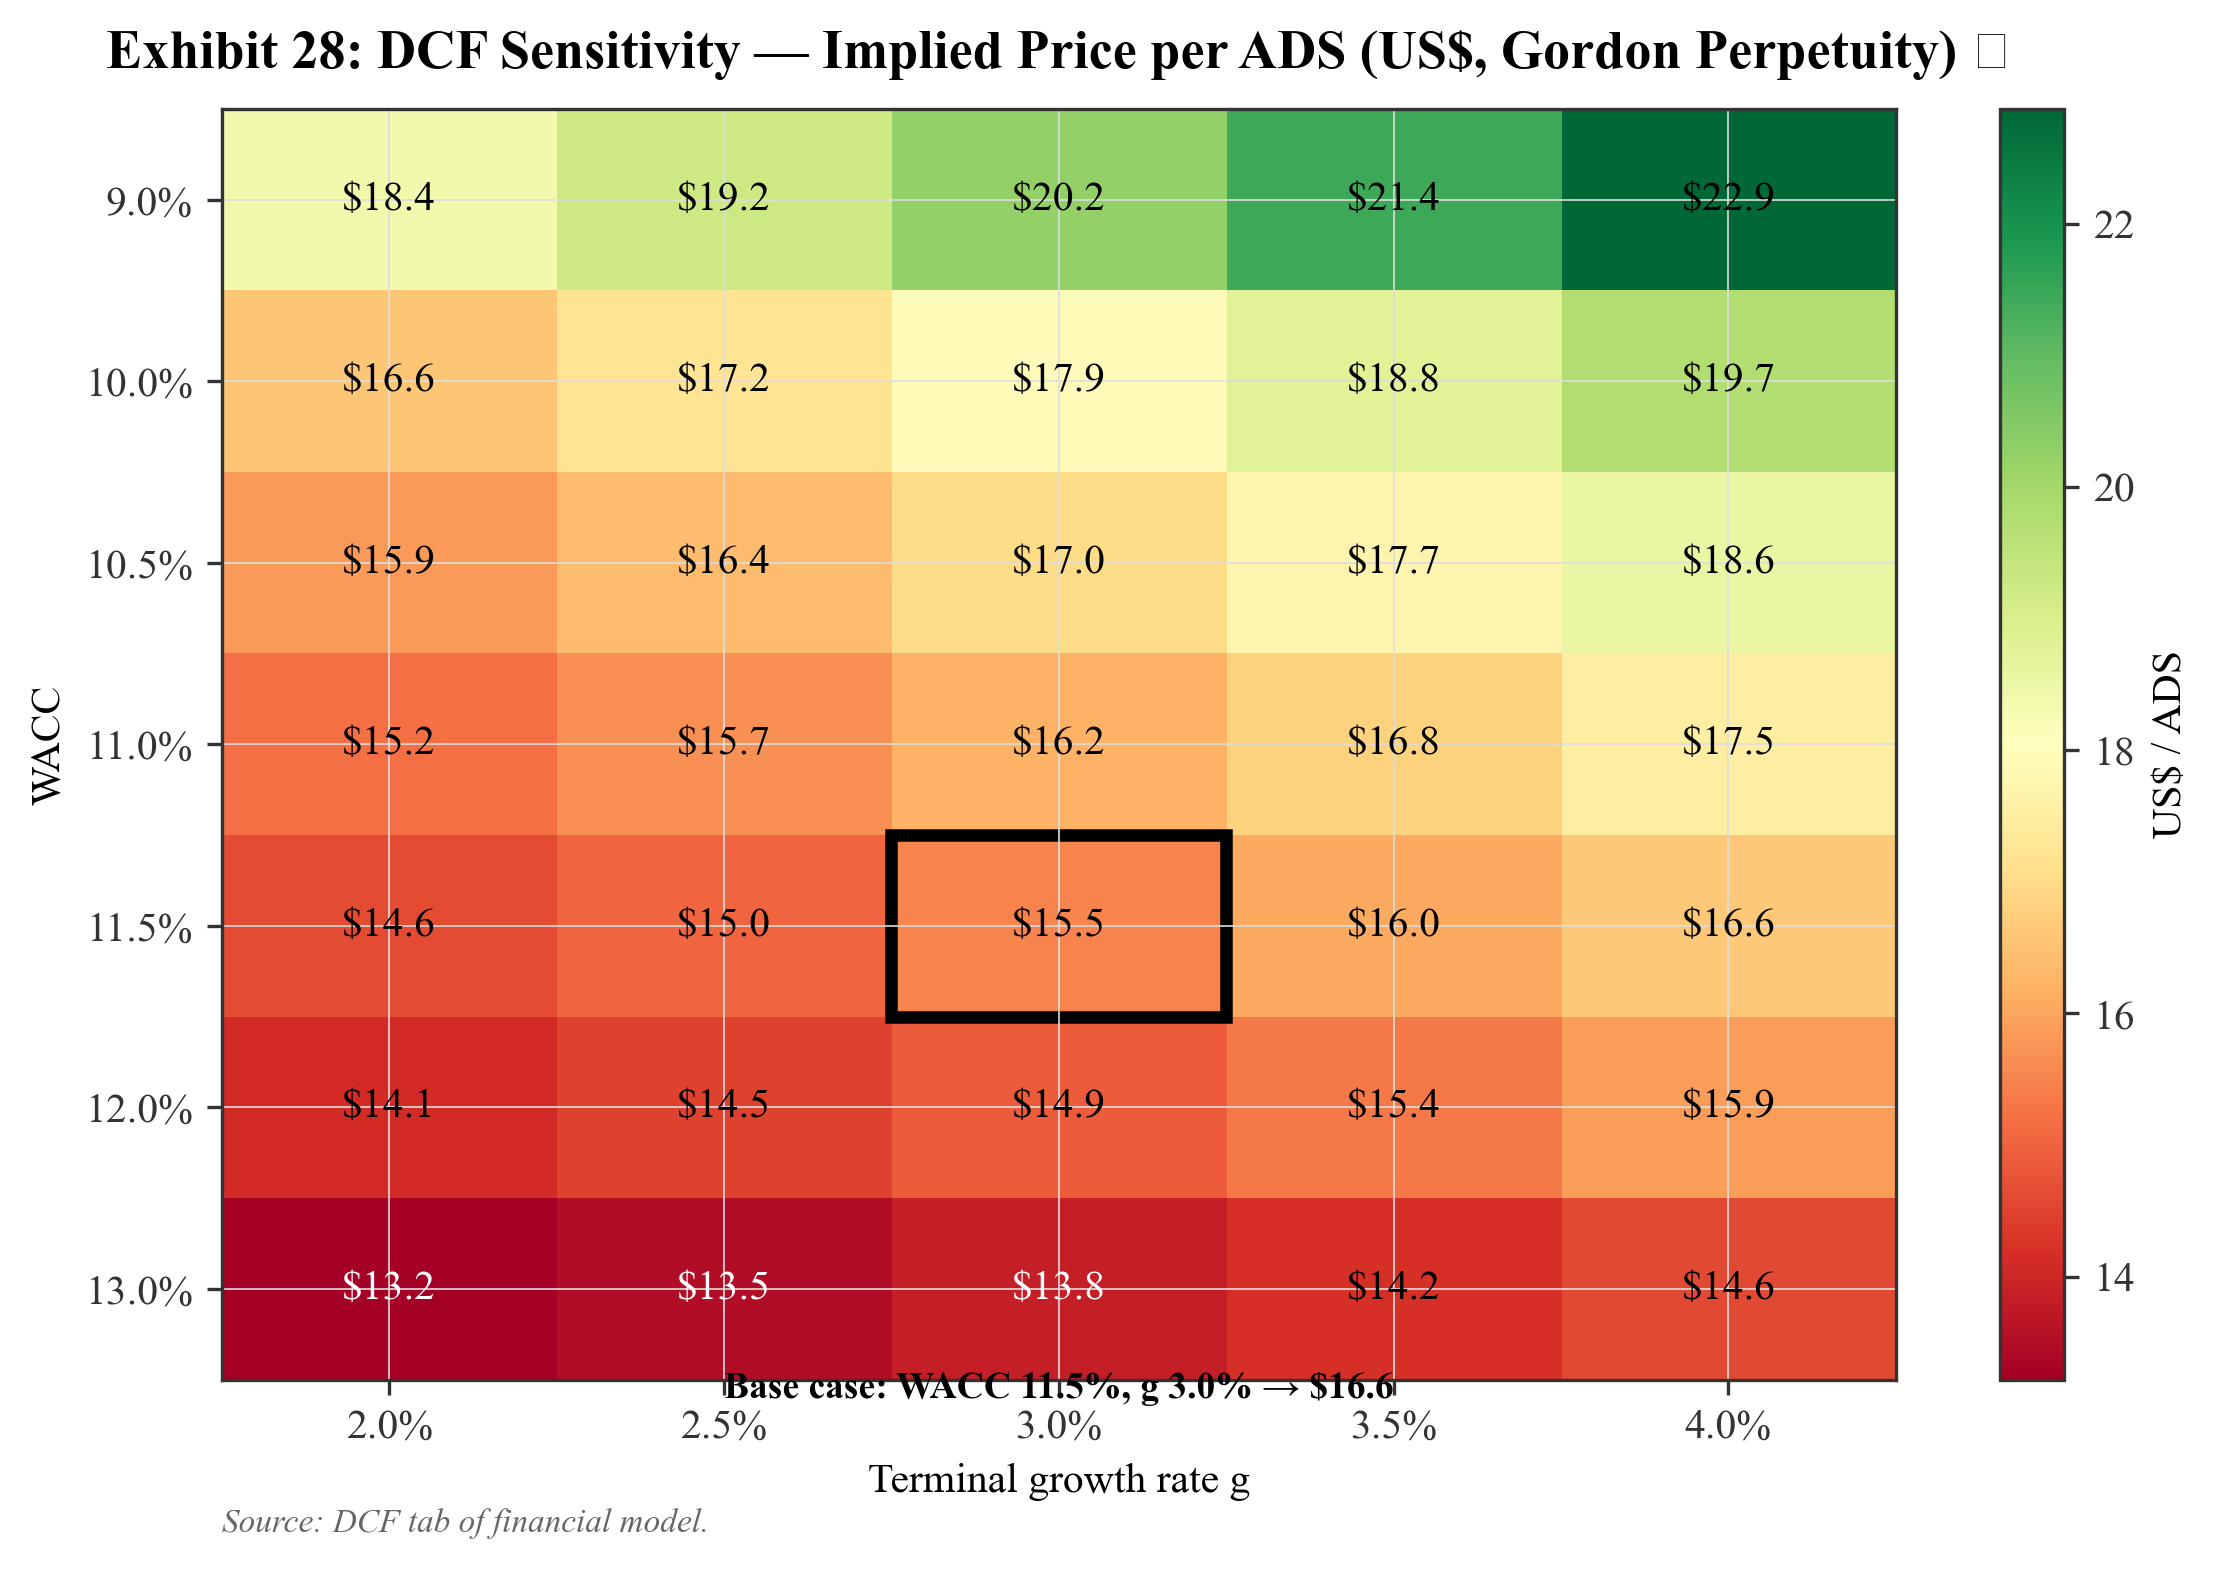 Exhibit 28: DCF Sensitivity — Implied Price per ADS (US$, Gordon Perpetuity)
9.0% $18.4 $19.2 $20.2 $21.4 $22.9
10.0% $16.6 $17.2 $17.9 $18.8 $19.7
10.5% $15.9 $16.4 $17.0 $17.7 $18.6
11.0% $15.2 $15.7 $16.2 $16.8 $17.5
11.5% $14.6 $15.0 $15.5 $16.0 $16.6
12.0% $14.1 $14.5 $14.9 $15.4 $15.9
13.0% $13.2 $13.5 $13.8 $14.2 $14.6
WACC
Base case: WACC 11.5%, g 3.0% → $16.6
2.0% 2.5% 3.0% 3.5% 4.0%
Terminal growth rate g
22
20
18
16
14
US$ / ADS
Source: DCF tab of financial model.